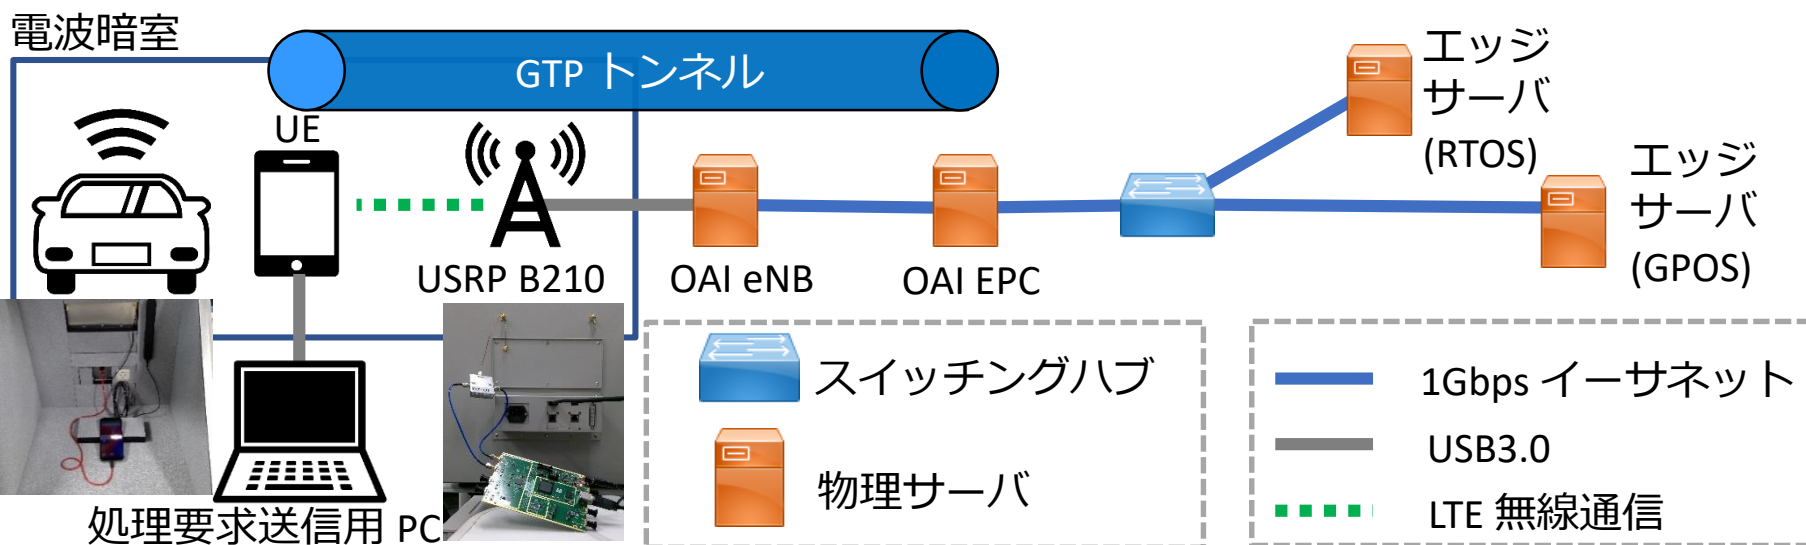 電波暗室
GTP トンネル
UE
USRP B210
OAI eNB
OAI EPC
エッジ
サーバ
(RTOS)
エッジ
サーバ
(GPOS)
処理要求送信用 PC
スイッチングハブ
物理サーバ
1Gbps イーサネット
USB3.0
LTE 無線通信